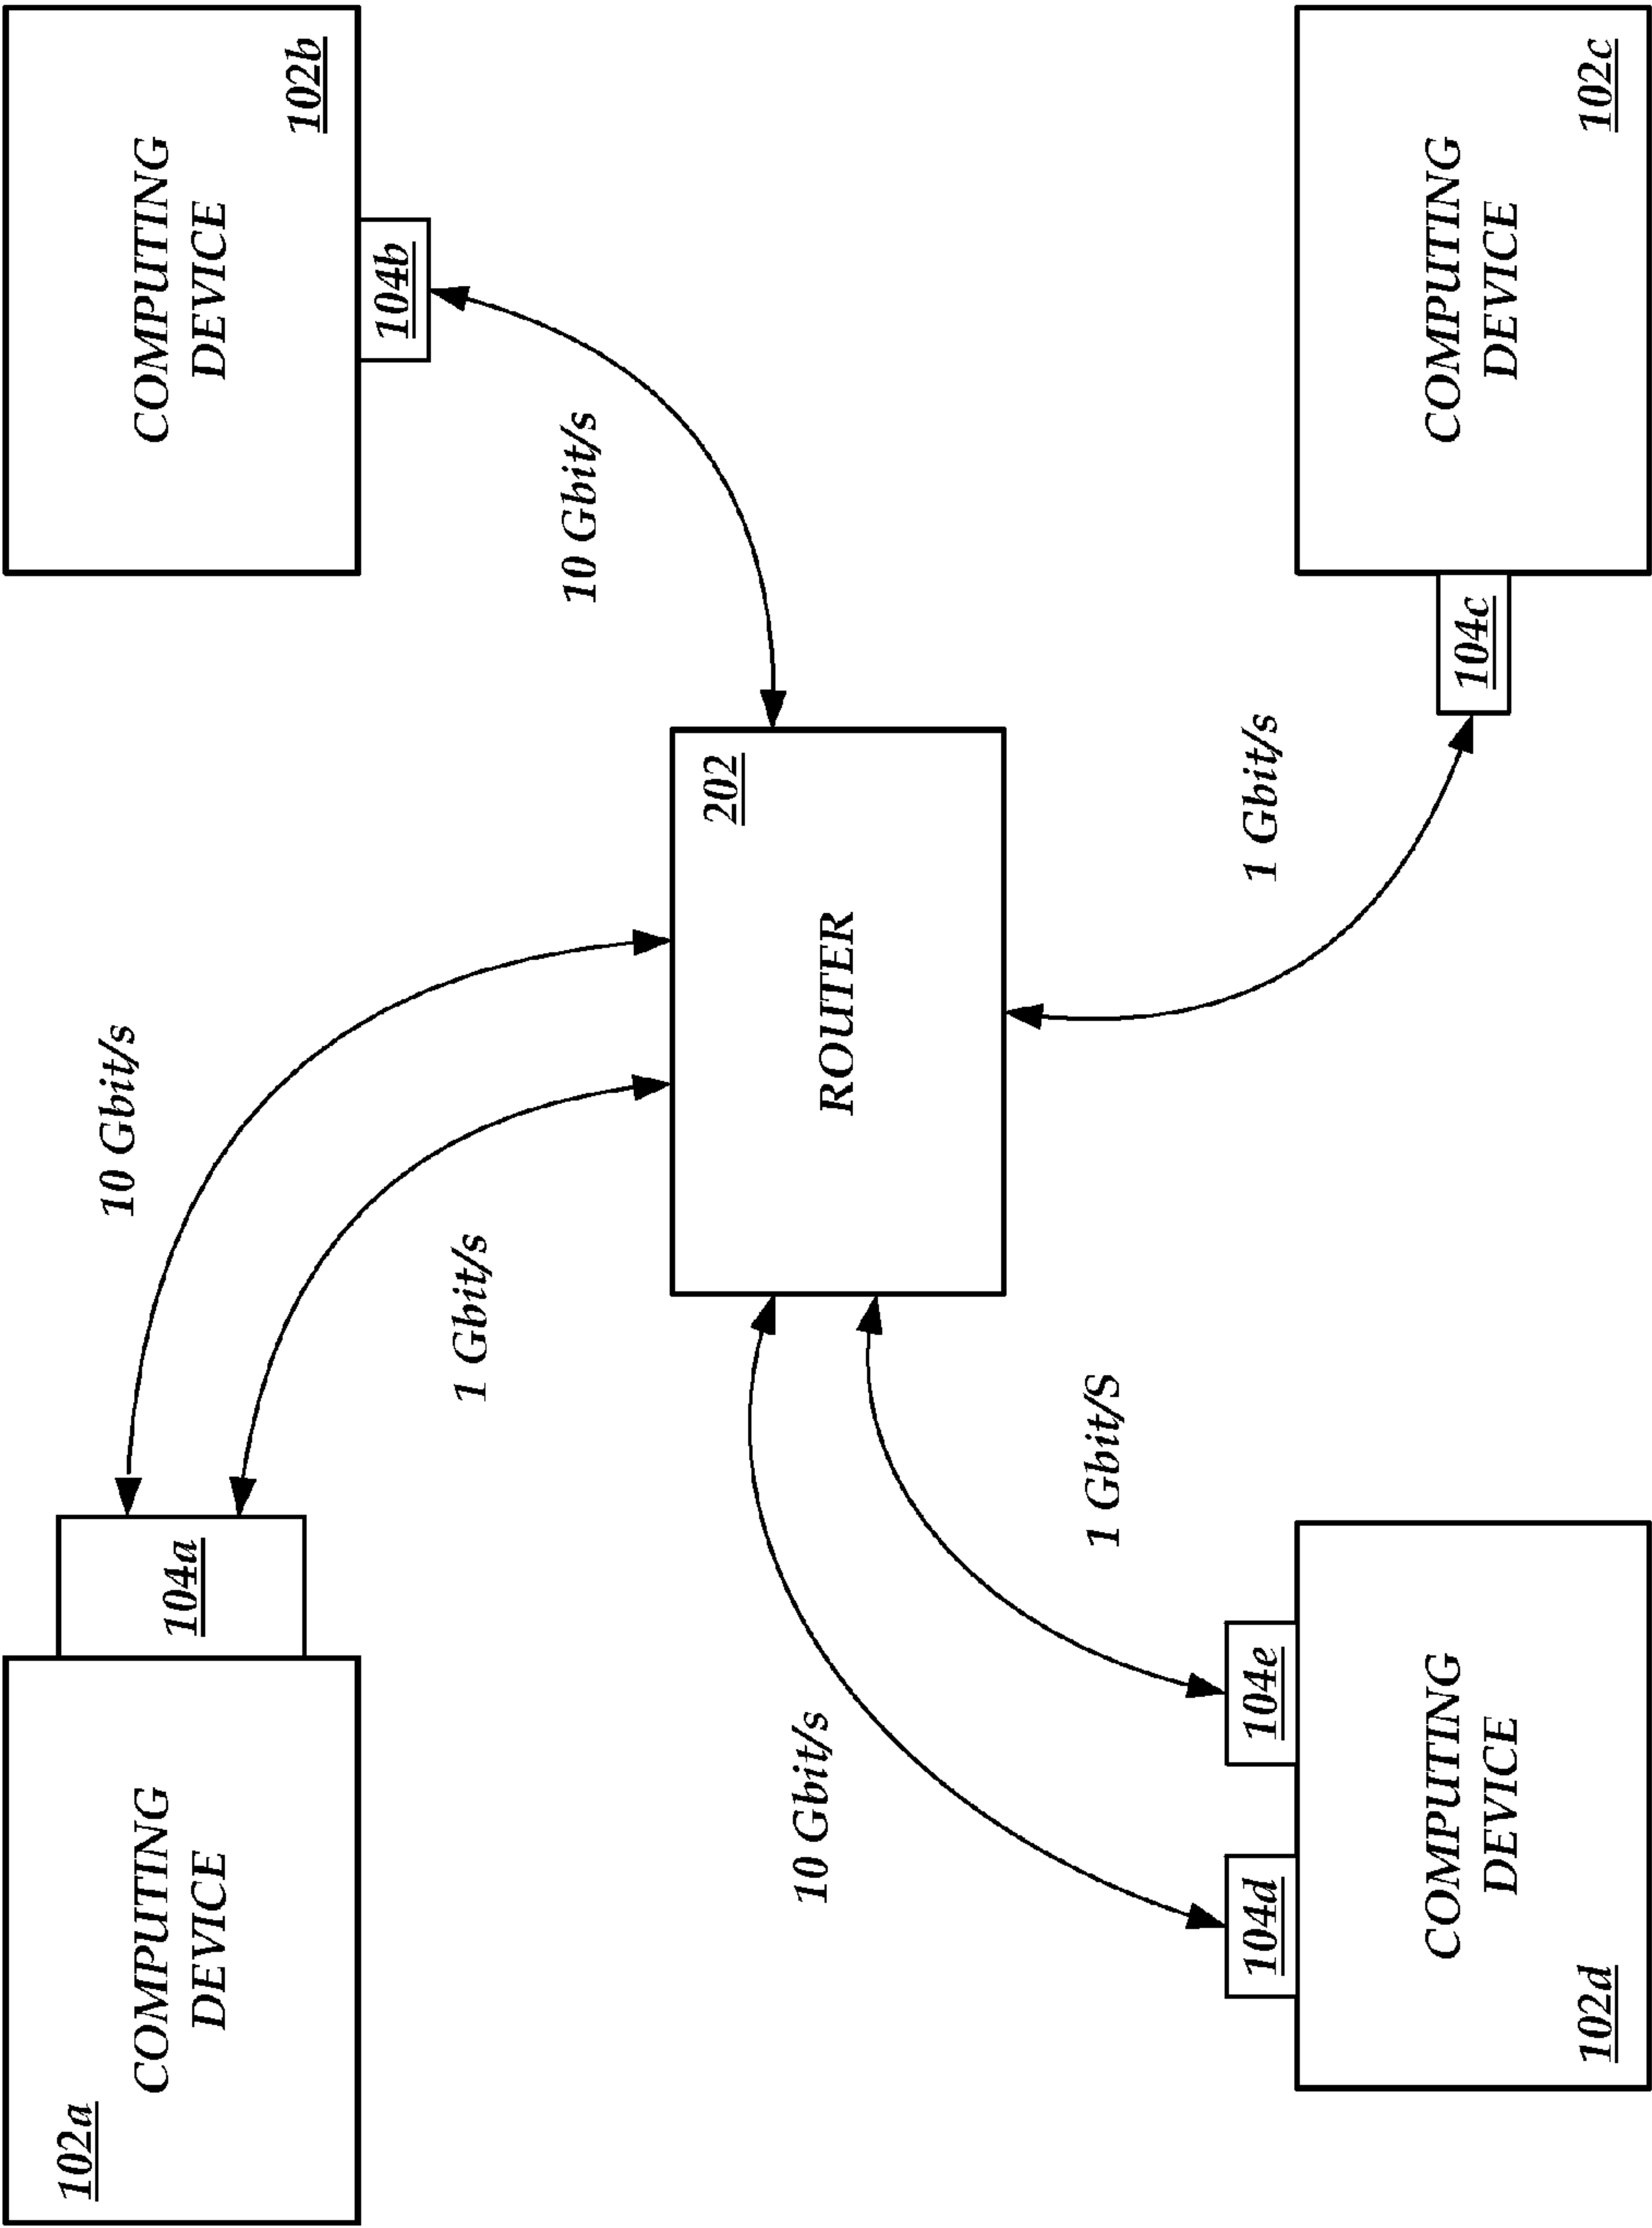 102a
COMPUTING
DEVICE
104a
10 Gbit/s
1 Gbit/s
COMPUTING
DEVICE
102b
104b
10 Gbit/s
202
ROUTER
10 Gbit/s
1 Gbit/S
1 Gbit/s
104d
104e
COMPUTING
DEVICE
102d
104c
COMPUTING
DEVICE
102c